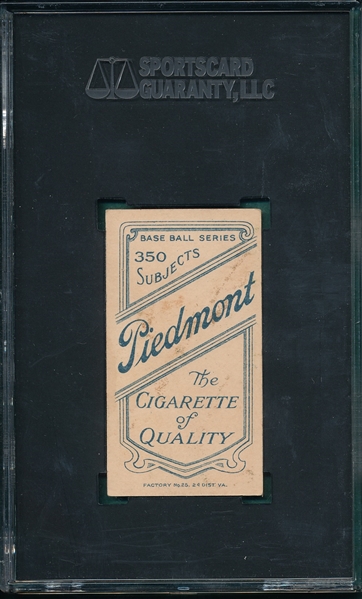 SPORTSCARD
GUARANTY, LLC
BASE BALL SERIES
350
SUBJECTS
Piedmont
The
CIGARETTE
of
QUALITY
FACTORY No 25, 2nd DIST. VA.